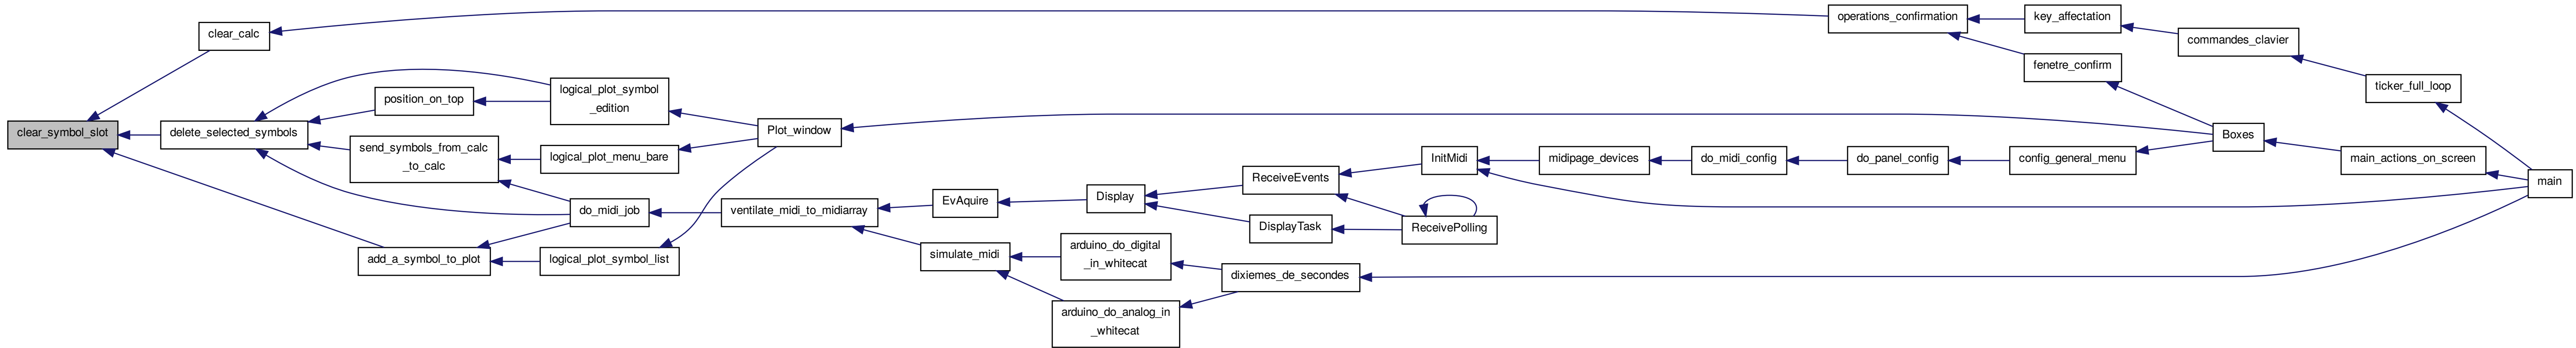 clear_symbol_slot
clear_calc
delete_selected_symbols
position_on_top
send_symbols_from_calc
_to_calc
add_a_symbol_to_plot
logical_plot_symbol
_edition
logical_plot_menu_bare
do_midi_job
logical_plot_symbol_list
Plot_window
ventilate_midi_to_midiarray
EvAquire
simulate_midi
Display
arduino_do_digital
_in_whitecat
arduino_do_analog_in
_whitecat
ReceiveEvents
DisplayTask
dixiemes_de_secondes
InitMidi
ReceivePolling
midipage_devices
do_midi_config
do_panel_config
config_general_menu
operations_confirmation
key_affectation
fenetre_confirm
commandes_clavier
Boxes
ticker_full_loop
main_actions_on_screen
main